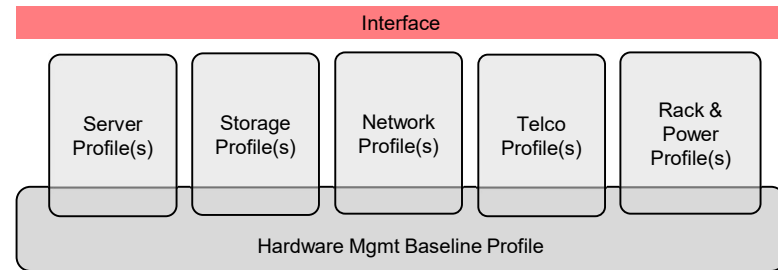 Interface
Server
Profile(s)
Storage
Profile(s)
Network
Profile(s)
Telco
Profile(s)
Rack &
Power
Profile(s)
Hardware Mgmt Baseline Profile